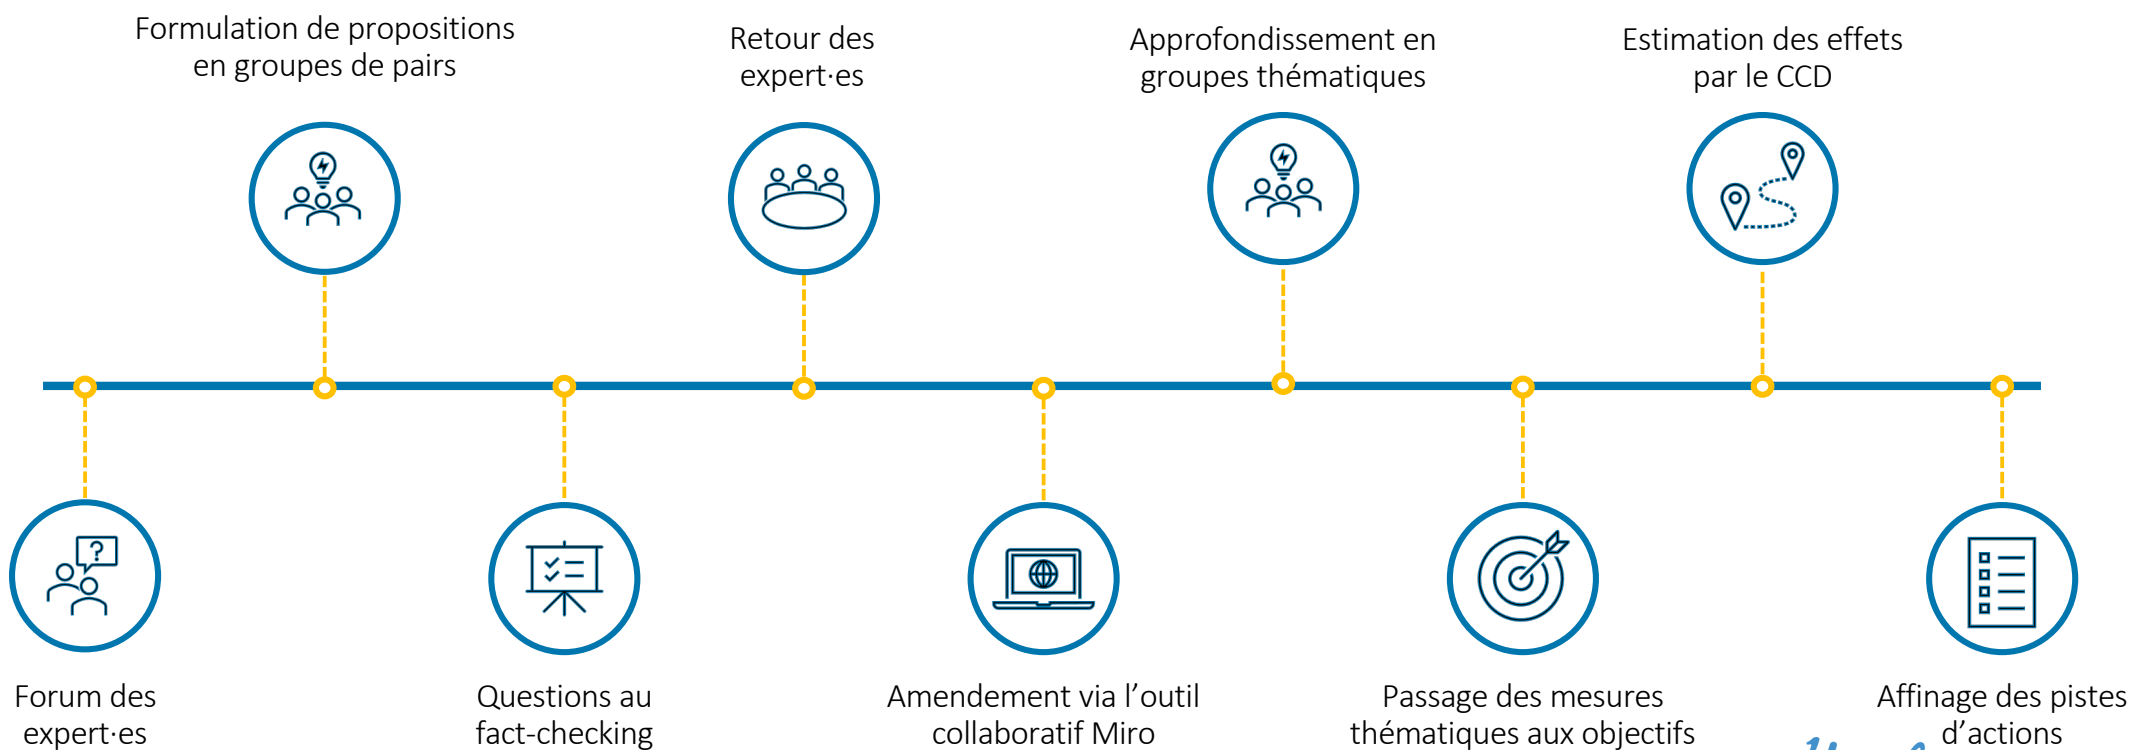 Formulation de propositions
en groupes de pairs
Retour des
expert·es
Approfondissement en
groupes thématiques
Estimation des effets
par le CCD
?
Forum des
expert·es
Questions au
fact-checking
Amendement via l’outil
collaboratif Miro
Passage des mesures
thématiques aux objectifs
Affinage des pistes
d’actions